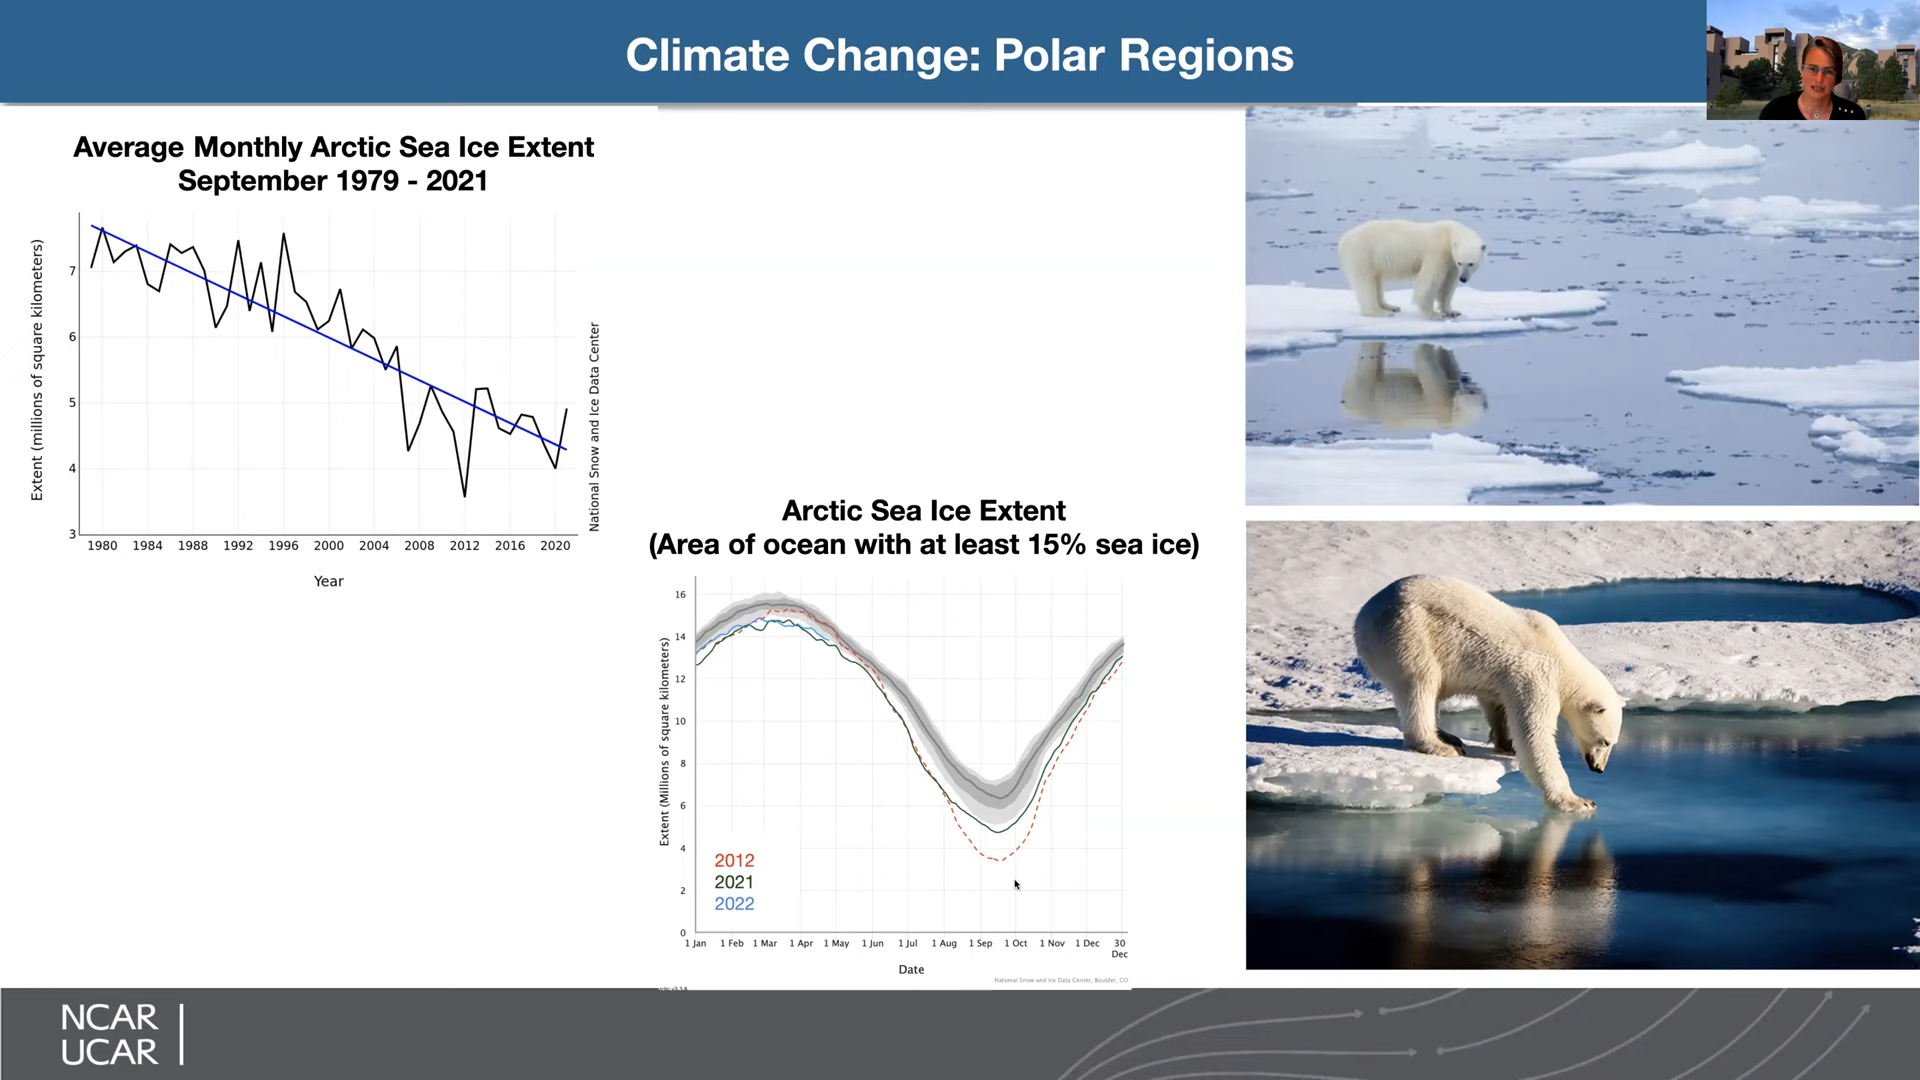 Climate Change: Polar Regions
Average Monthly Arctic Sea Ice Extent
September 1979 - 2021
Extent (millions of square kilometers)
7
6
5
4
3
1980 1984 1988 1992 1996 2000 2004 2008 2012 2016 2020
Year
National Snow and Ice Data Center
Arctic Sea Ice Extent
(Area of ocean with at least 15% sea ice)
Extent (Millions of square kilometers)
16
14
12
10
8
6
4
2
0
2012
2021
2022
1 Jan 1 Feb 1 Mar 1 Apr 1 May 1 Jun 1 Jul 1 Aug 1 Sep 1 Oct 1 Nov 1 Dec 30
Dec
Date
National Snow and Ice Data Center, Boulder, CO
NCAR
UCAR